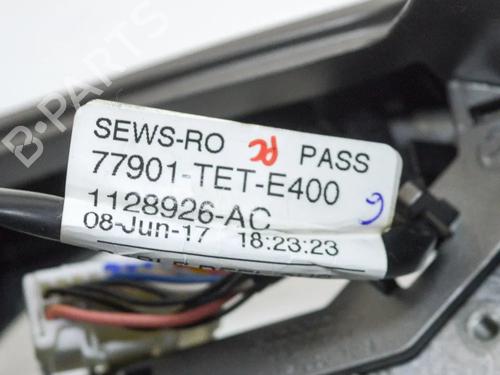 B-PARTS
SEWS-RO PASS
77901-TET-E400
1128926-AC
08-Jun-17 18:23:23